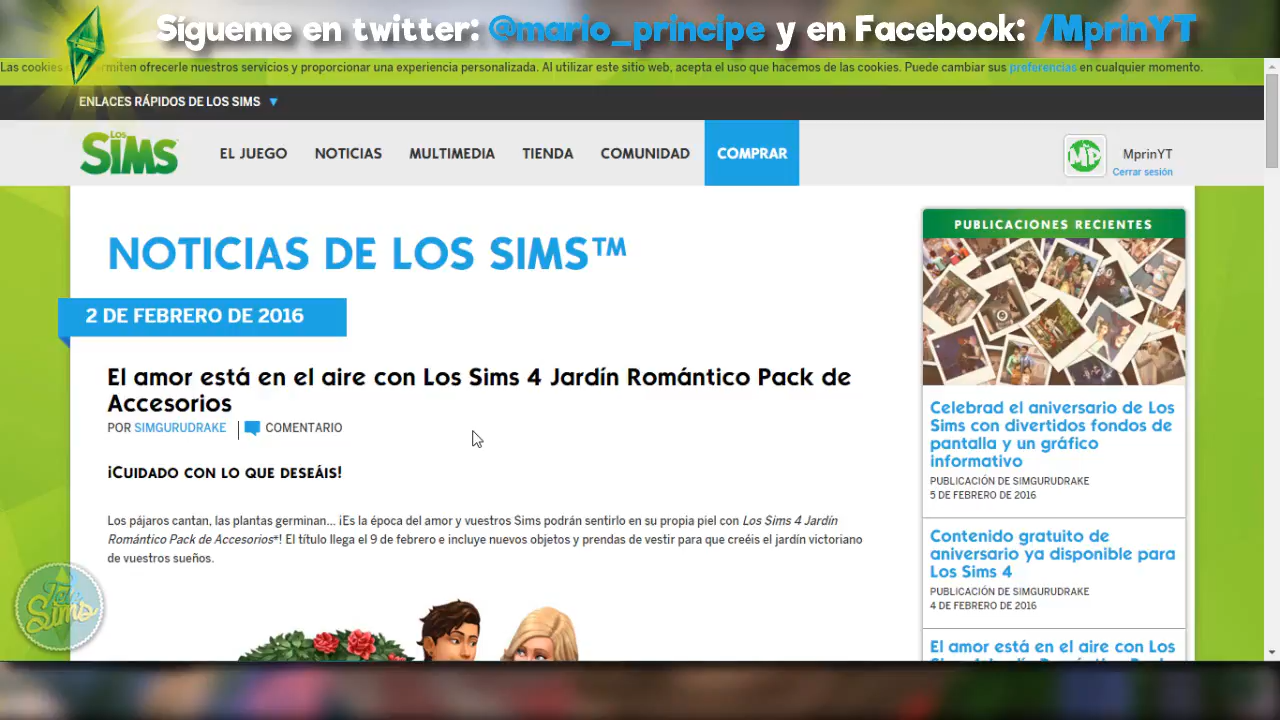 Sígueme en twitter: @mario_principe y en Facebook: /MprinYT
Las cookies permiten ofrecerle nuestros servicios y proporcionar una experiencia personalizada. Al utilizar este sitio web, acepta el uso que hacemos de las cookies. Puede cambiar sus preferencias en cualquier momento.
ENLACES RÁPIDOS DE LOS SIMS
LOS
SIMS
EL JUEGO NOTICIAS MULTIMEDIA TIENDA COMUNIDAD COMPRAR
MP
MprinYT
Cerrar sesión
NOTICIAS DE LOS SIMS™
2 DE FEBRERO DE 2016
El amor está en el aire con Los Sims 4 Jardín Romántico Pack de
Accesorios
POR SIMGURUDRAKE COMENTARIO
¡CUIDADO CON LO QUE DESEÁIS!
Los pájaros cantan, las plantas germinan... ¡Es la época del amor y vuestros Sims podrán sentirlo en su propia piel con Los Sims 4 Jardín
Romántico Pack de Accesorios*! El título llega el 9 de febrero e incluye nuevos objetos y prendas de vestir para que creéis el jardín victoriano
de vuestros sueños.
PUBLICACIONES RECIENTES
Celebrad el aniversario de Los
Sims con divertidos fondos de
pantalla y un gráfico
informativo
PUBLICACIÓN DE SIMGURUDRAKE
5 DE FEBRERO DE 2016
Contenido gratuito de
aniversario ya disponible para
Los Sims 4
PUBLICACIÓN DE SIMGURUDRAKE
4 DE FEBRERO DE 2016
El amor está en el aire con Los
Sims